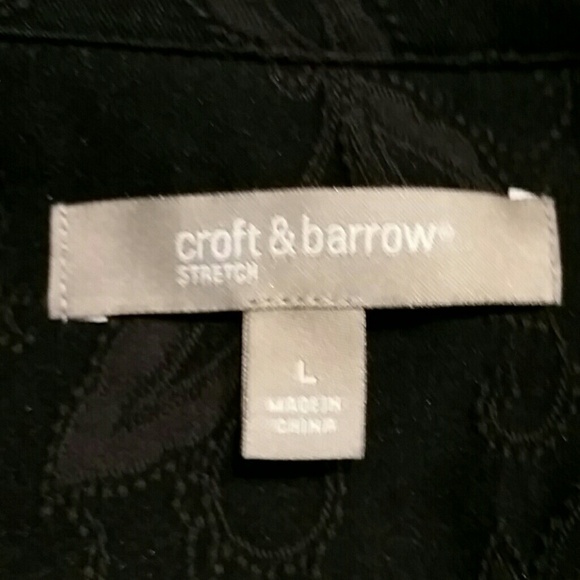 croft & barrow®
STRETCH
L
MADE IN
CHINA